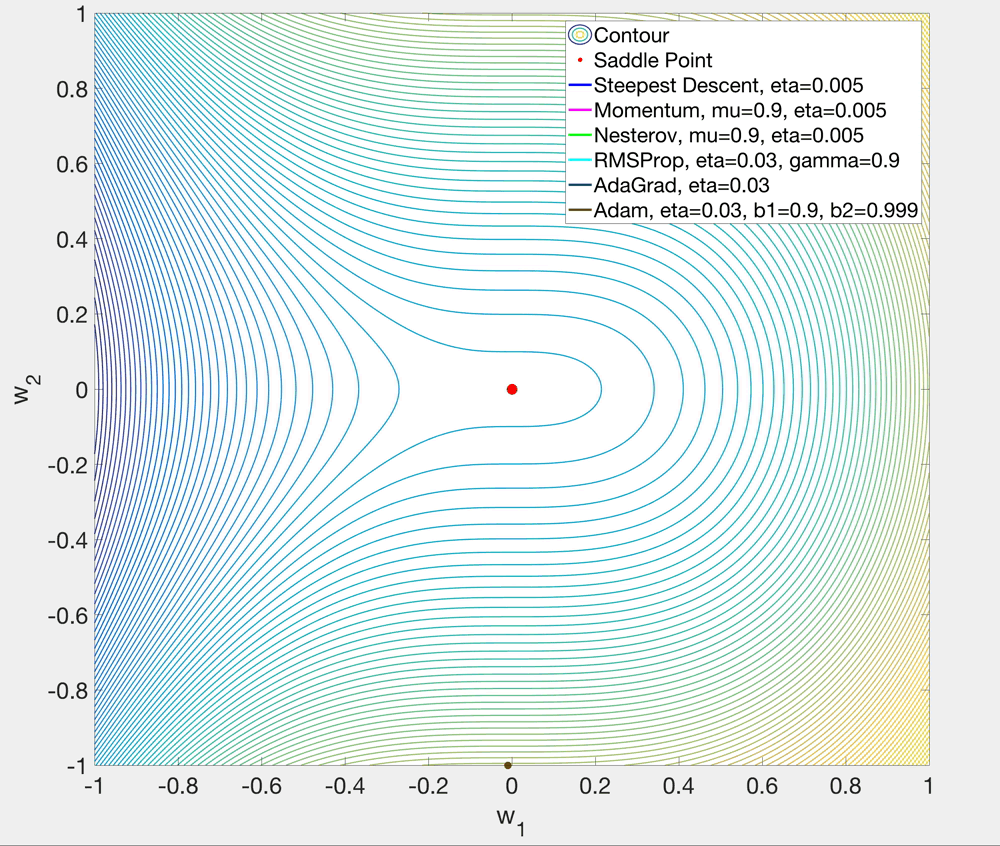 1
0.8
0.6
0.4
0.2
0
-0.2
-0.4
-0.6
-0.8
-1
w2
Contour
Saddle Point
Steepest Descent, eta=0.005
Momentum, mu=0.9, eta=0.005
Nesterov, mu=0.9, eta=0.005
RMSProp, eta=0.03, gamma=0.9
AdaGrad, eta=0.03
Adam, eta=0.03, b1=0.9, b2=0.999
-1 -0.8 -0.6 -0.4 -0.2 0 0.2 0.4 0.6 0.8 1
w1